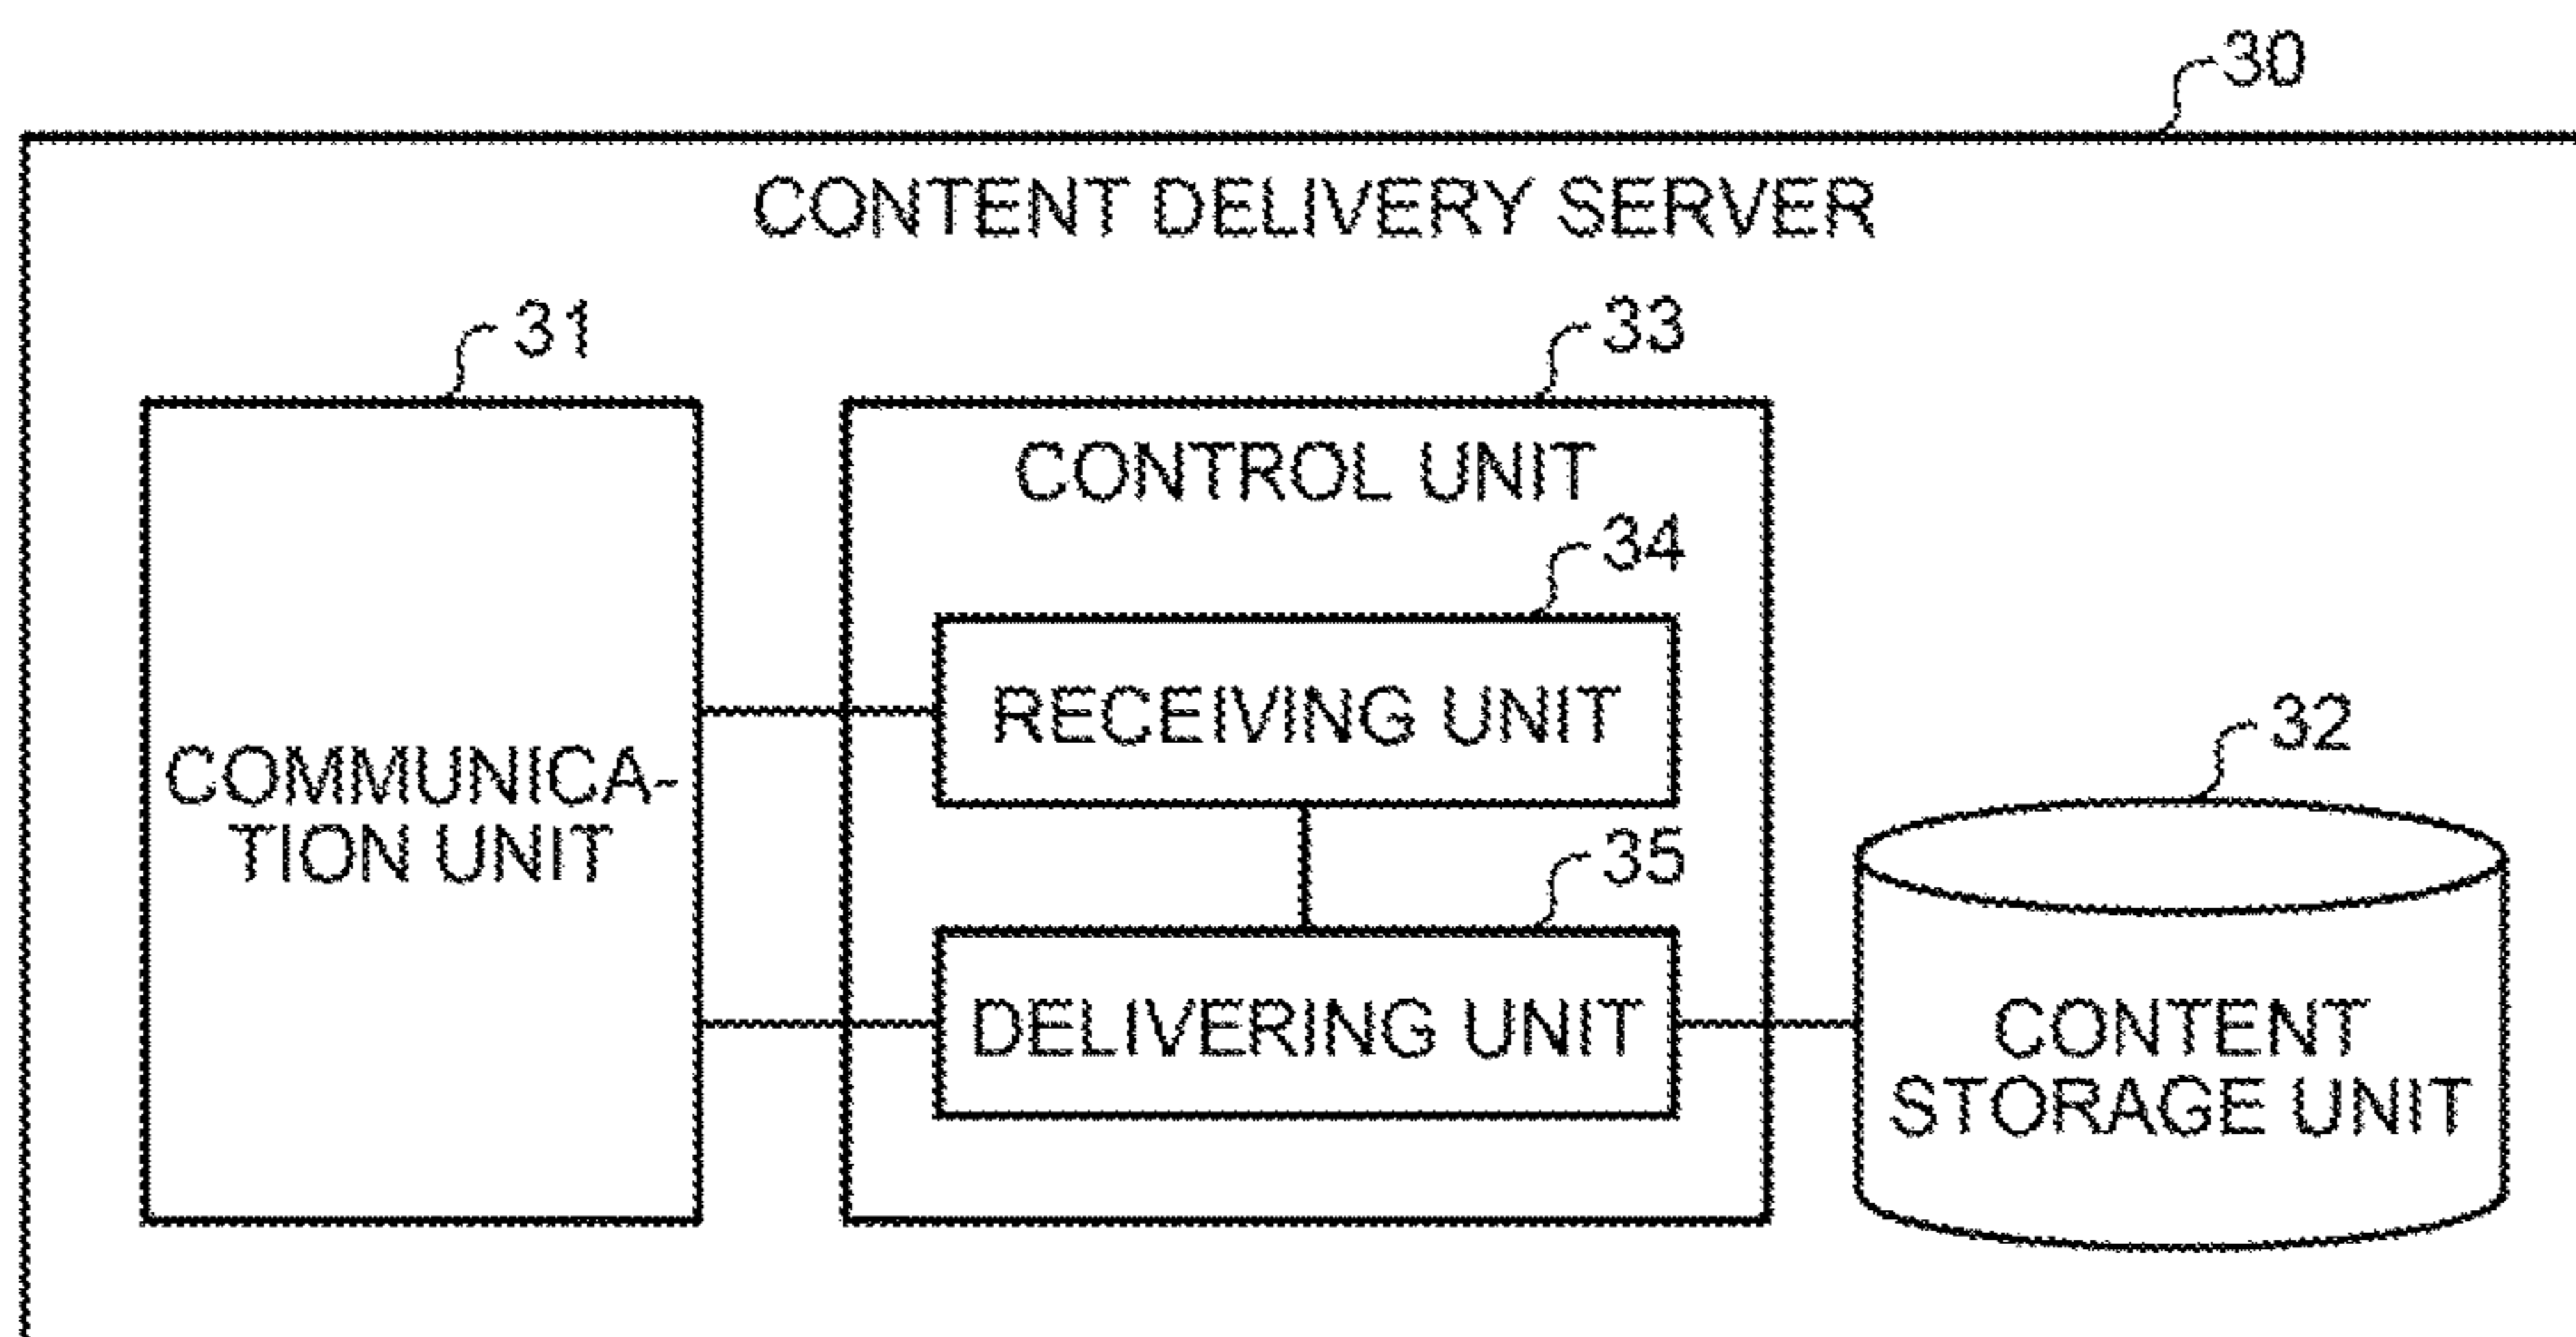 30
CONTENT DELIVERY SERVER
31
33
CONTROL UNIT
34
RECEIVING UNIT
32
COMMUNICA-
TION UNIT
35
DELIVERING UNIT
CONTENT
STORAGE UNIT